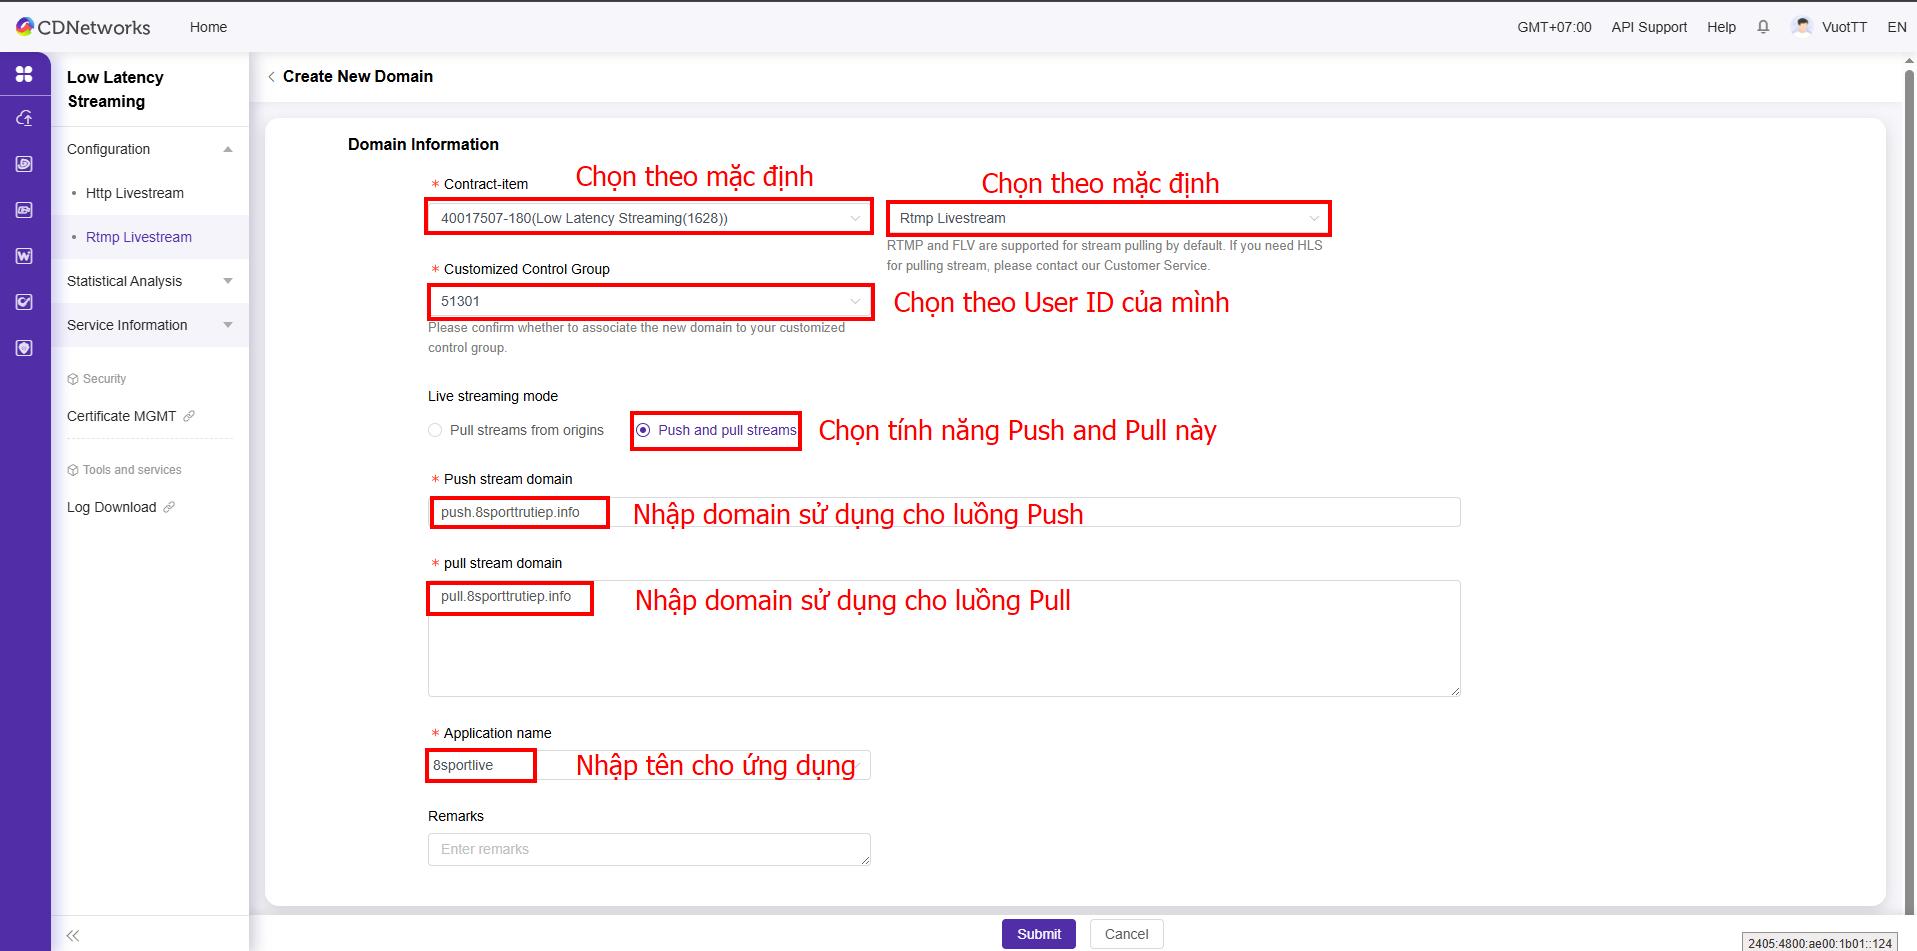 CDNetworks
Home
GMT+07:00
API Support
Help
VuotTT
EN
Low Latency
Streaming
Create New Domain
Configuration
Http Livestream
Rtmp Livestream
Statistical Analysis
Service Information
Security
Certificate MGMT
Tools and services
Log Download
Domain Information
* Contract-item
Chọn theo mặc định
Chọn theo mặc định
40017507-180(Low Latency Streaming(1628))
Rtmp Livestream
RTMP and FLV are supported for stream pulling by default. If you need HLS
for pulling stream, please contact our Customer Service.
* Customized Control Group
51301
Chọn theo User ID của mình
Please confirm whether to associate the new domain to your customized
control group.
Live streaming mode
Pull streams from origins
Push and pull streams
Chọn tính năng Push and Pull này
* Push stream domain
push.8sporttrutiep.info
Nhập domain sử dụng cho luồng Push
* pull stream domain
pull.8sporttrutiep.info
Nhập domain sử dụng cho luồng Pull
* Application name
8sportlive
Nhập tên cho ứng dụng
Remarks
Enter remarks
Submit
Cancel
2405:4800:ae00:1b01::124